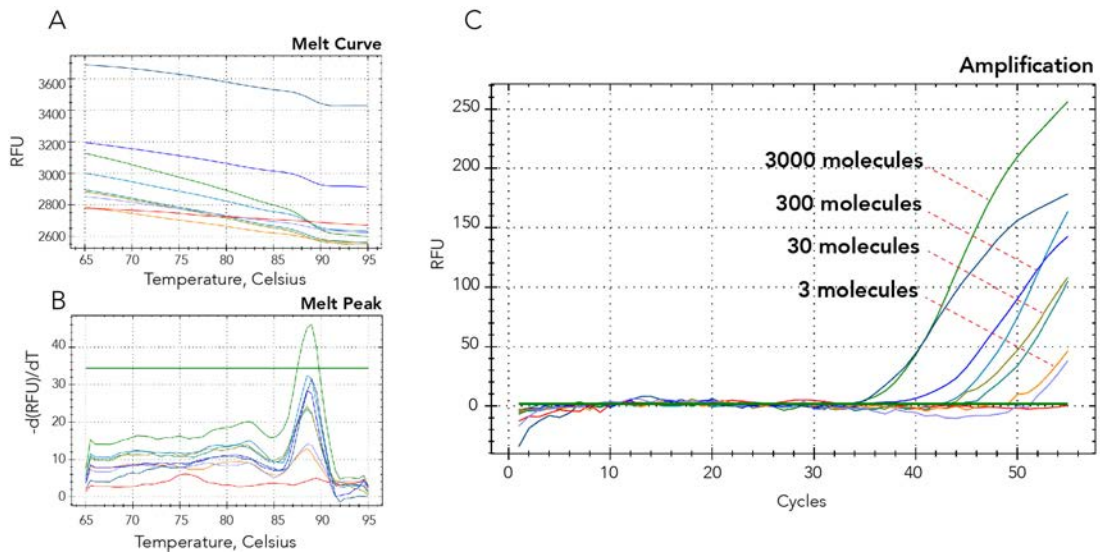 A
Melt Curve
3600
3400
3200
3000
2800
2600
RFU
65
70
75
80
85
90
95
Temperature, Celsius
B
Melt Peak
40
30
20
10
0
-d(RFU)/dT
65
70
75
80
85
90
95
Temperature, Celsius
C
Amplification
250
200
150
100
50
0
RFU
3000 molecules
300 molecules
30 molecules
3 molecules
0
10
20
30
40
50
Cycles